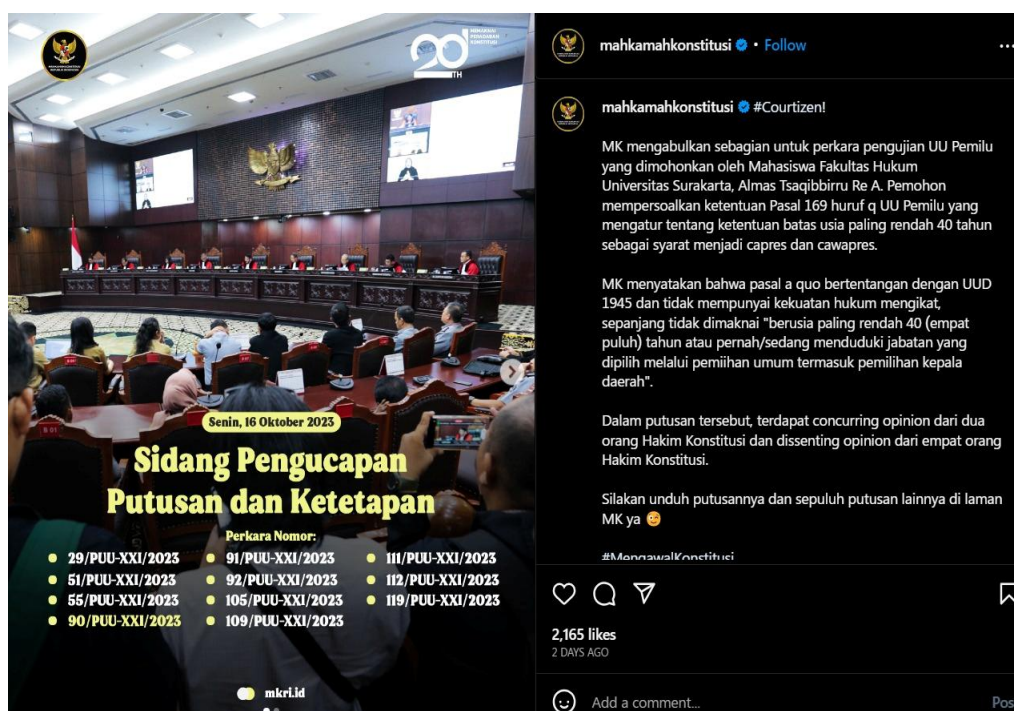 20
TH
MENGAWAL
PERADABAN
KONSTITUSI
Senin, 16 Oktober 2023
Sidang Pengucapan
Putusan dan Ketetapan
Perkara Nomor:
29/PUU-XXI/2023
51/PUU-XXI/2023
55/PUU-XXI/2023
90/PUU-XXI/2023
91/PUU-XXI/2023
92/PUU-XXI/2023
105/PUU-XXI/2023
109/PUU-XXI/2023
111/PUU-XXI/2023
112/PUU-XXI/2023
119/PUU-XXI/2023
mkri.id
mahkamahkonstitusi • Follow
mahkamahkonstitusi #Courtizen!
MK mengabulkan sebagian untuk perkara pengujian UU Pemilu
yang dimohonkan oleh Mahasiswa Fakultas Hukum
Universitas Surakarta, Almas Tsaqibbirru Re A. Pemohon
mempersoalkan ketentuan Pasal 169 huruf q UU Pemilu yang
mengatur tentang ketentuan batas usia paling rendah 40 tahun
sebagai syarat menjadi capres dan cawapres.
MK menyatakan bahwa pasal a quo bertentangan dengan UUD
1945 dan tidak mempunyai kekuatan hukum mengikat,
sepanjang tidak dimaknai "berusia paling rendah 40 (empat
puluh) tahun atau pernah/sedang menduduki jabatan yang
dipilih melalui pemiihan umum termasuk pemilihan kepala
daerah".
Dalam putusan tersebut, terdapat concurring opinion dari dua
orang Hakim Konstitusi dan dissenting opinion dari empat orang
Hakim Konstitusi.
Silakan unduh putusannya dan sepuluh putusan lainnya di laman
MK ya 😉
#MengawalKonstitusi
2,165 likes
2 DAYS AGO
Add a comment...
Pos